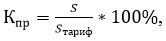 Кпр = S / Sтариф * 100%,